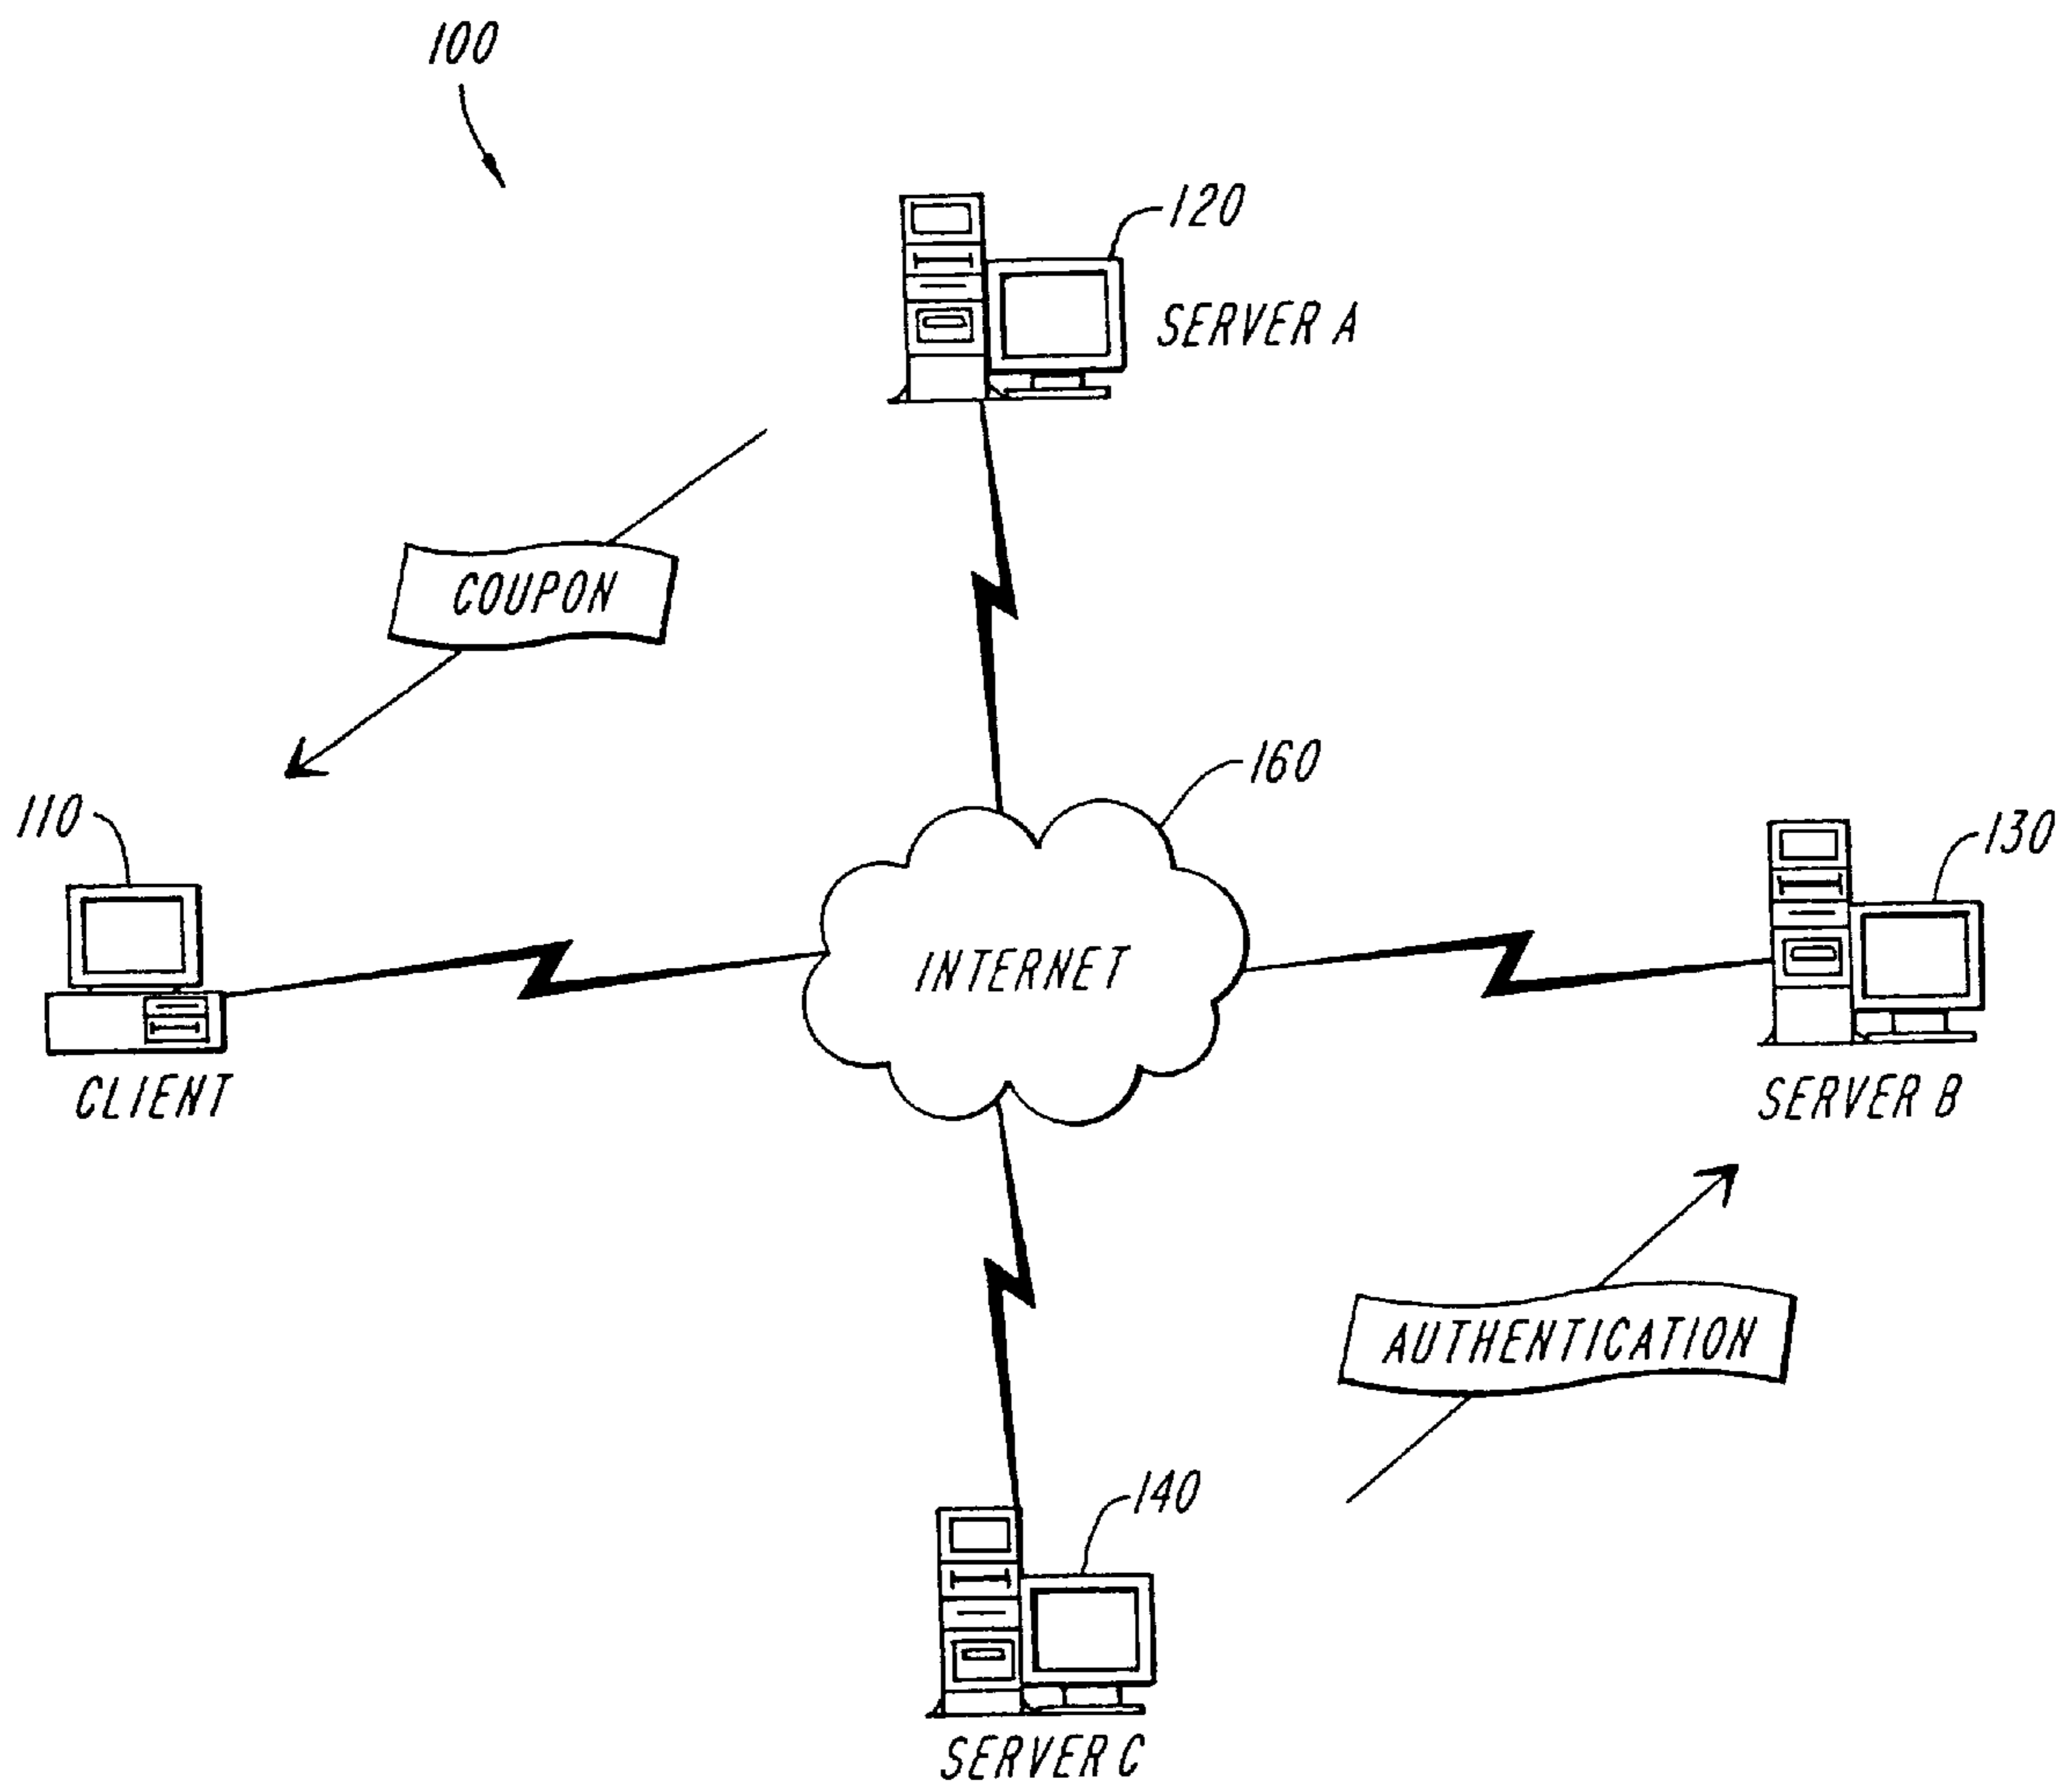 100
120
SERVER A
COUPON
160
110
130
INTERNET
CLIENT
SERVER B
AUTHENTICATION
140
SERVER C